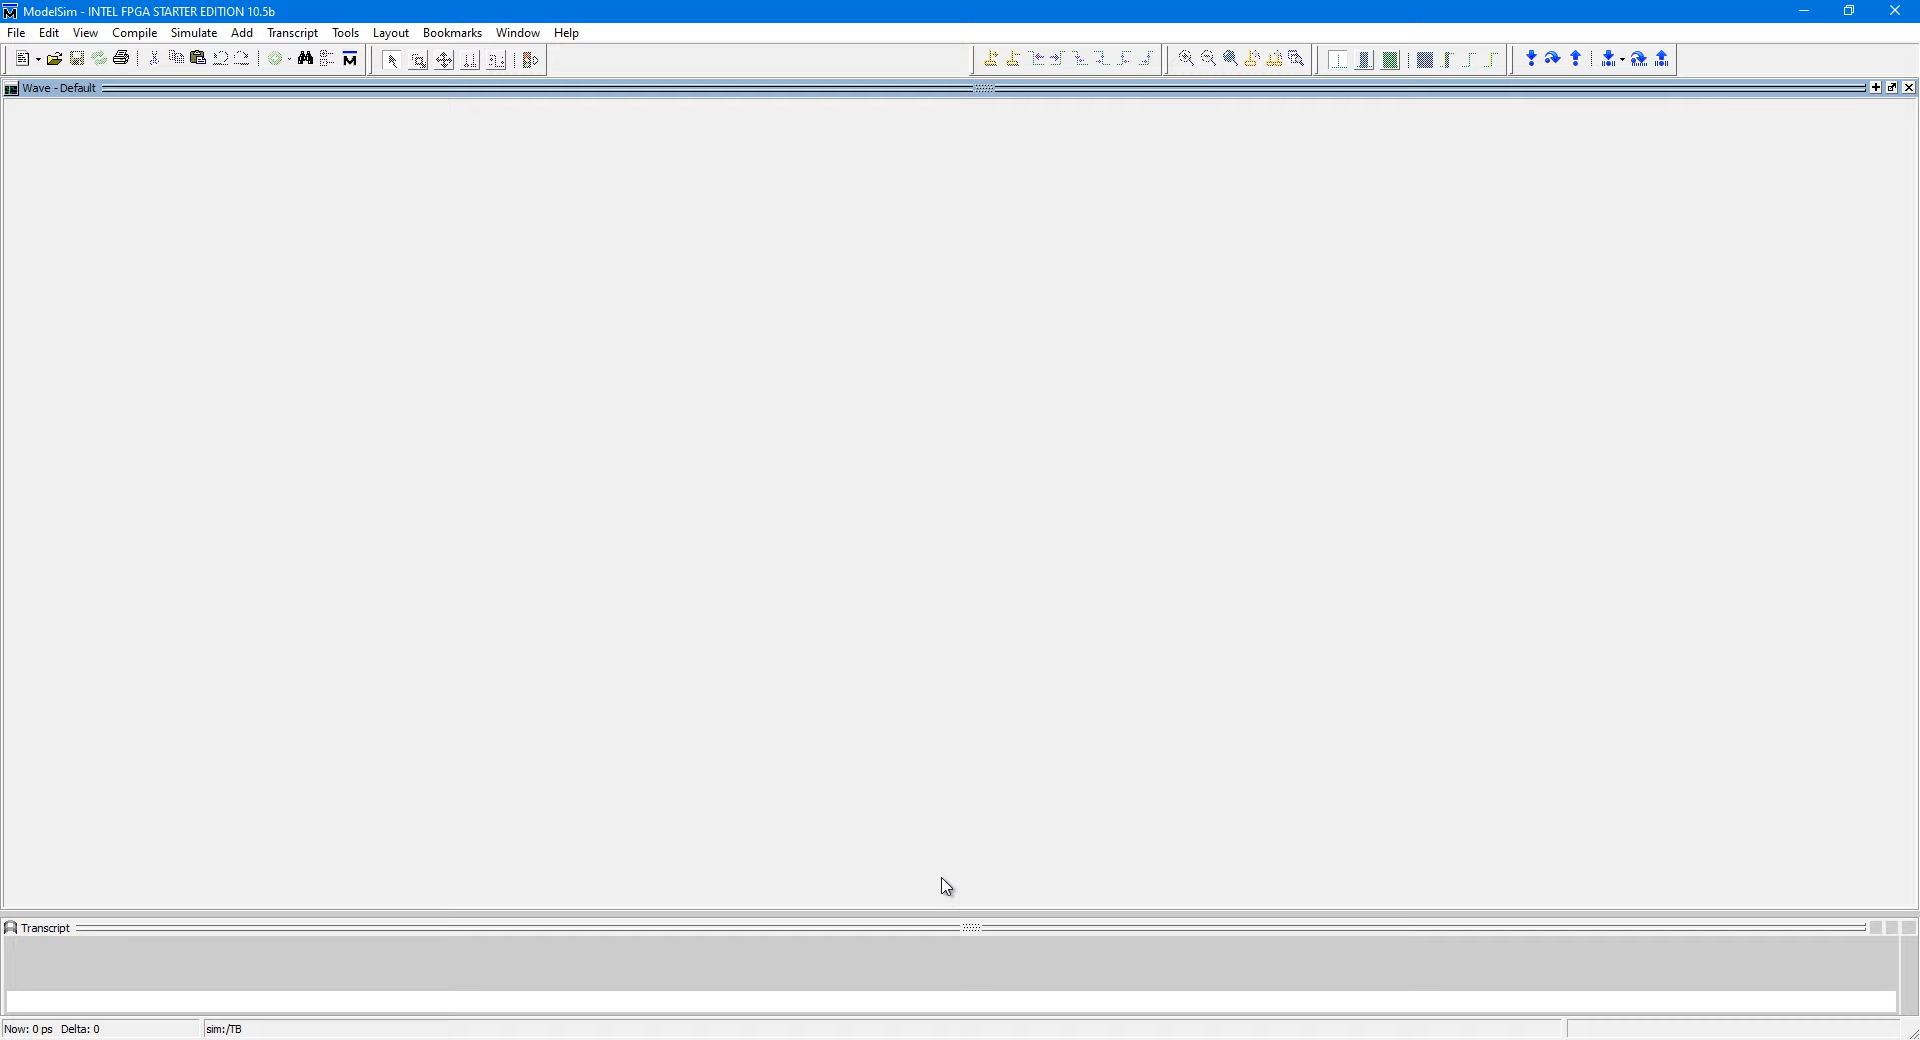 ModelSim - INTEL FPGA STARTER EDITION 10.5b
File Edit View Compile Simulate Add Transcript Tools Layout Bookmarks Window Help
Wave - Default
Transcript
Now: 0 ps Delta: 0 sim:/TB